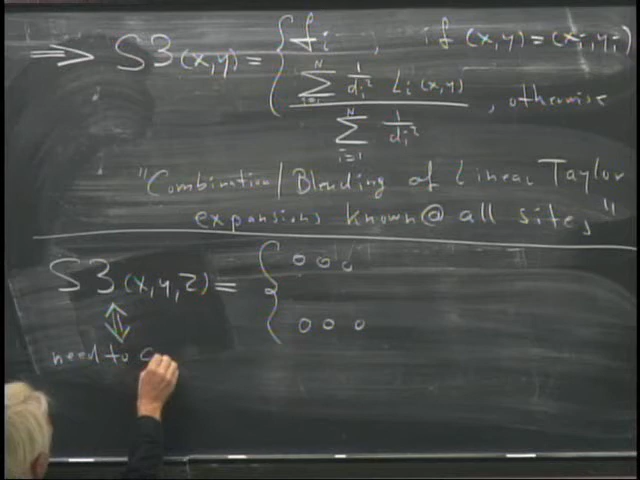 ⟹ S3(x,y) = { fi , if (x,y) = (xi,yi)
∑ i=1 N 1/di² Li(x,y) / ∑ i=1 N 1/di² , otherwise
"Combination/Blending of Linear Taylor
expansions known @ all sites"
S3(x,y,z) = { o o o
o o o
⇕
need to